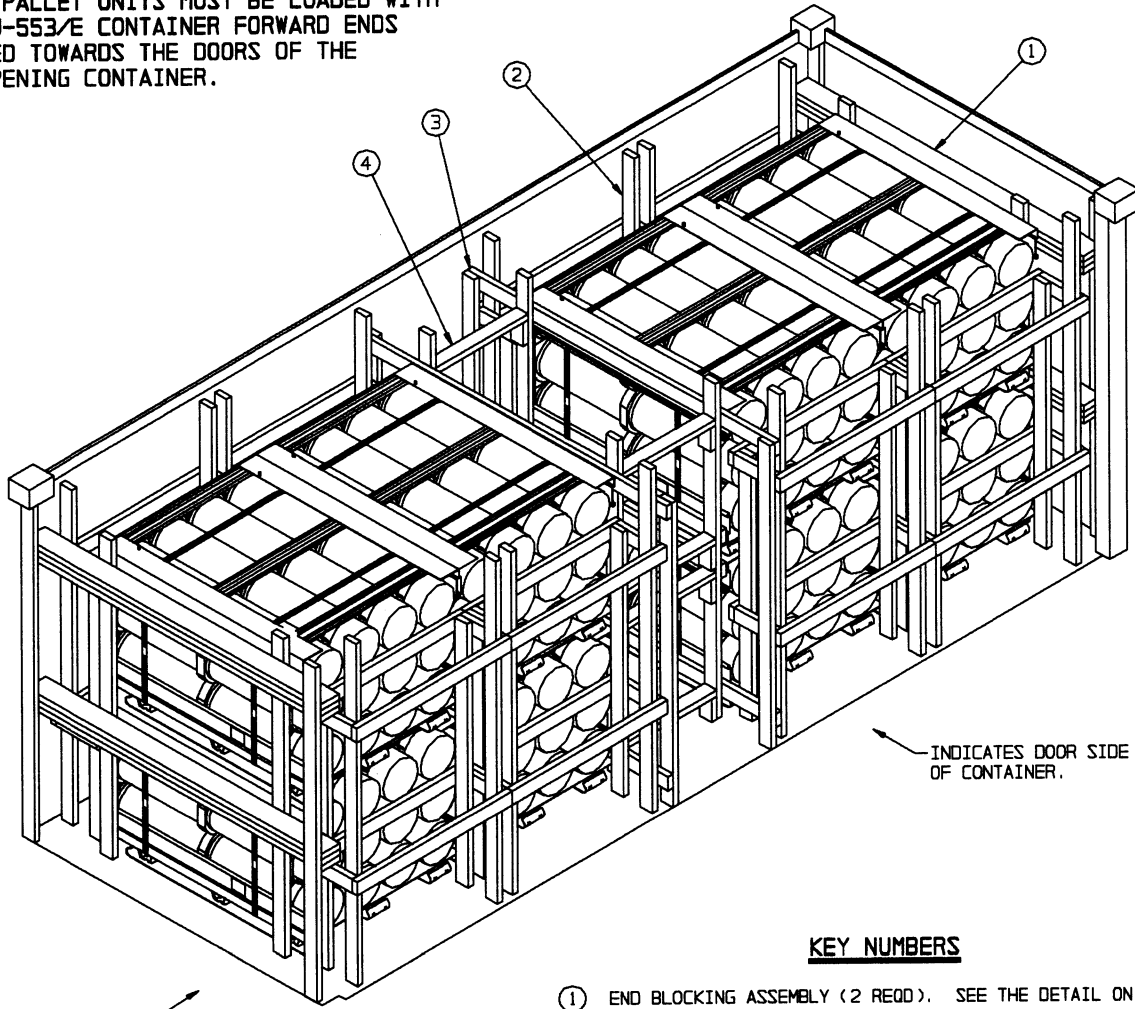 PALLET UNITS MUST BE LOADED WITH
-553/E CONTAINER FORWARD ENDS
TOWARDS THE DOORS OF THE
CONTAINER.
1
2
3
4
INDICATES DOOR SIDE
OF CONTAINER.
KEY NUMBERS
1 END BLOCKING ASSEMBLY (2 REQD). SEE THE DETAIL ON